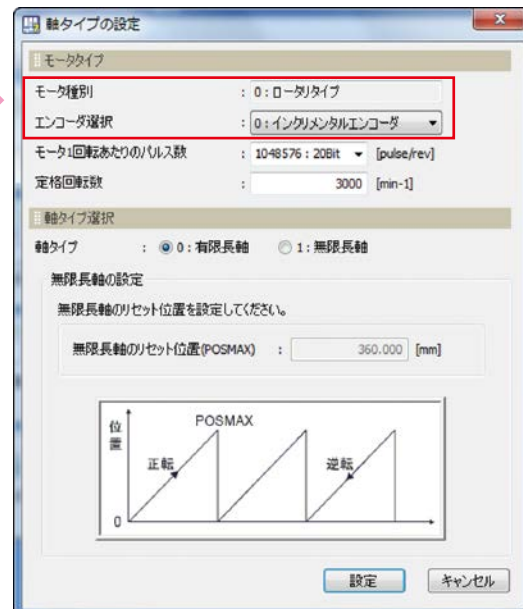 軸タイプの設定
モータタイプ
モータ種別 : 0:ロータリタイプ
エンコーダ選択 : 0:インクリメンタルエンコーダ
モータ1回転あたりのパルス数 : 1048576:20Bit [pulse/rev]
定格回転数 : 3000 [min-1]
軸タイプ選択
軸タイプ : 0:有限長軸 1:無限長軸
無限長軸の設定
無限長軸のリセット位置を設定してください。
無限長軸のリセット位置(POSMAX) : 360.000 [mm]
位置
POSMAX
正転
逆転
0
設定 キャンセル